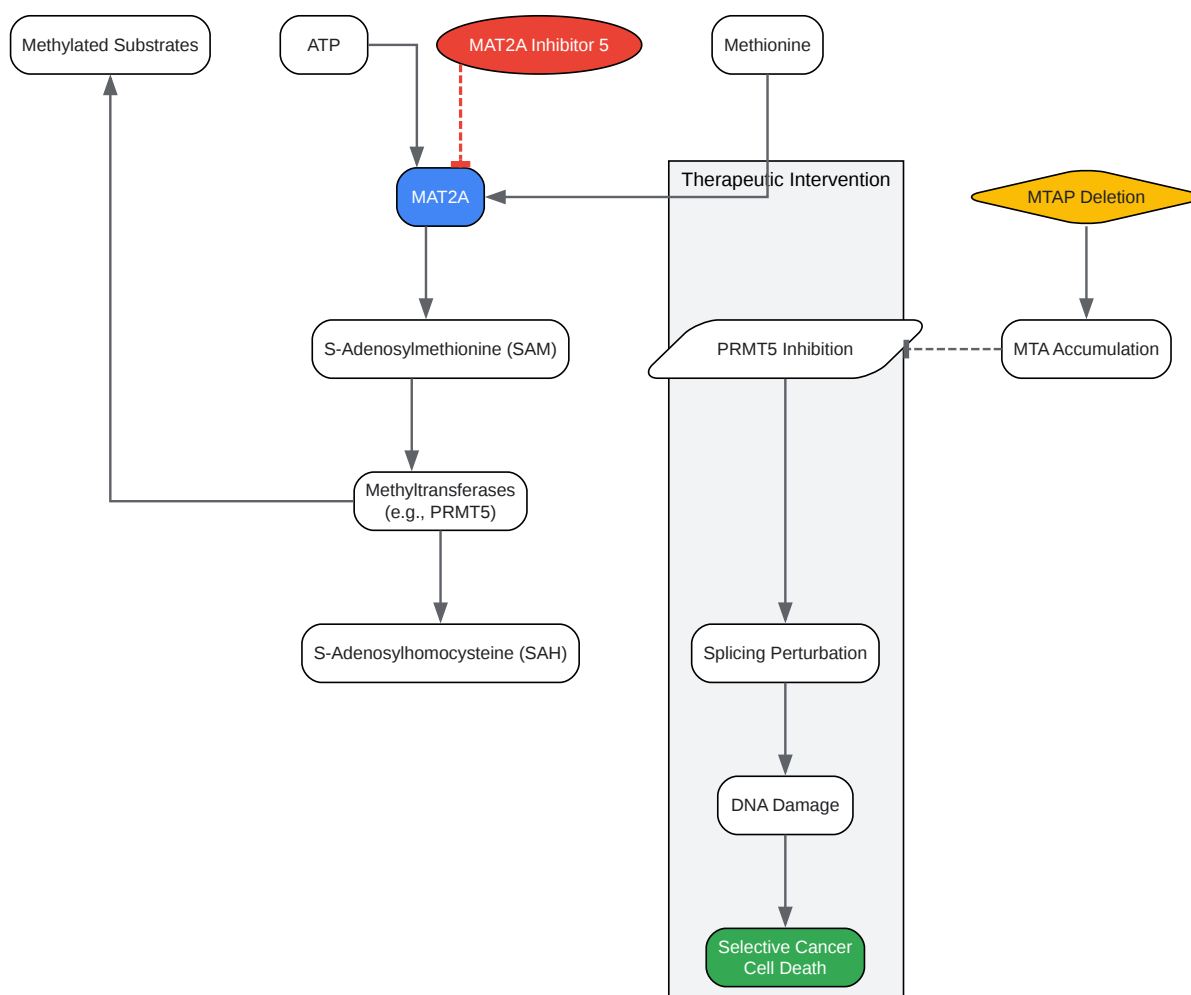 Methylated Substrates
ATP
MAT2A Inhibitor 5
Methionine
Therapeutic Intervention
MAT2A
MTAP Deletion
S-Adenosylmethionine (SAM)
PRMT5 Inhibition
MTA Accumulation
Methyltransferases
(e.g., PRMT5)
S-Adenosylhomocysteine (SAH)
Splicing Perturbation
DNA Damage
Selective Cancer
Cell Death